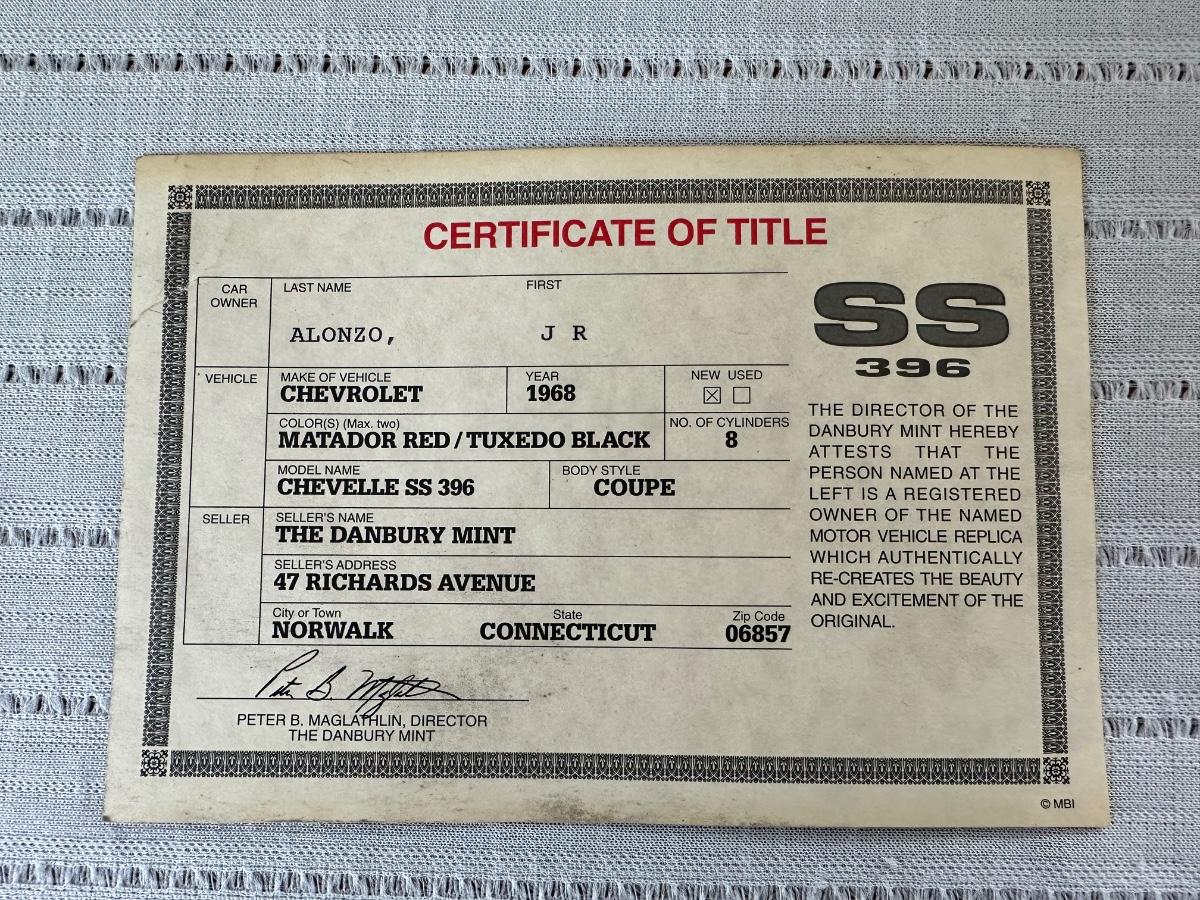 CERTIFICATE OF TITLE
CAR OWNER
LAST NAME FIRST
ALONZO, J R
VEHICLE
MAKE OF VEHICLE YEAR NEW USED
CHEVROLET 1968 ☒ ☐
COLOR(S) (Max. two) NO. OF CYLINDERS
MATADOR RED / TUXEDO BLACK 8
MODEL NAME BODY STYLE
CHEVELLE SS 396 COUPE
SELLER
SELLER'S NAME
THE DANBURY MINT
SELLER'S ADDRESS
47 RICHARDS AVENUE
City or Town State Zip Code
NORWALK CONNECTICUT 06857
Peter B. Maglathlin
PETER B. MAGLATHLIN, DIRECTOR
THE DANBURY MINT
SS
396
THE DIRECTOR OF THE
DANBURY MINT HEREBY
ATTESTS THAT THE
PERSON NAMED AT THE
LEFT IS A REGISTERED
OWNER OF THE NAMED
MOTOR VEHICLE REPLICA
WHICH AUTHENTICALLY
RE-CREATES THE BEAUTY
AND EXCITEMENT OF THE
ORIGINAL.
© MBI